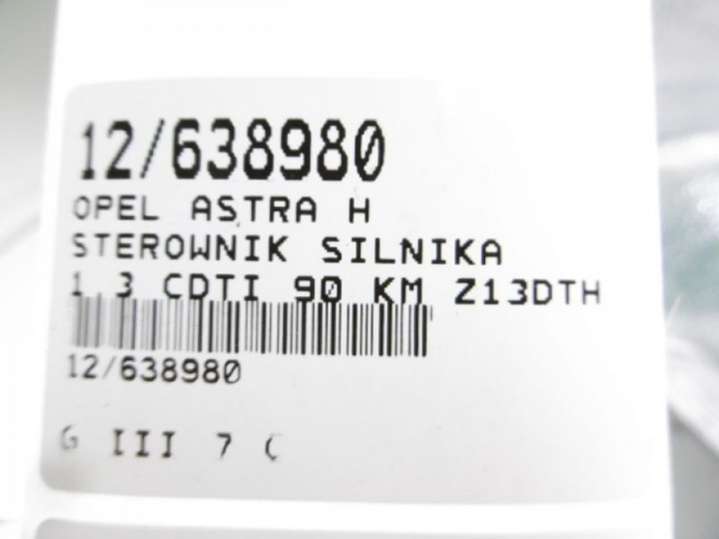 12/638980
OPEL ASTRA H
STEROWNIK SILNIKA
1.3 CDTI 90 KM Z13DTH
12/638980
G III 7 C